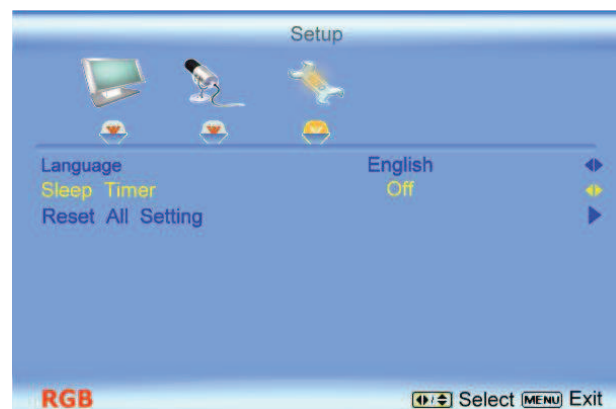 Setup
Language English
Sleep Timer Off
Reset All Setting
RGB Select MENU Exit